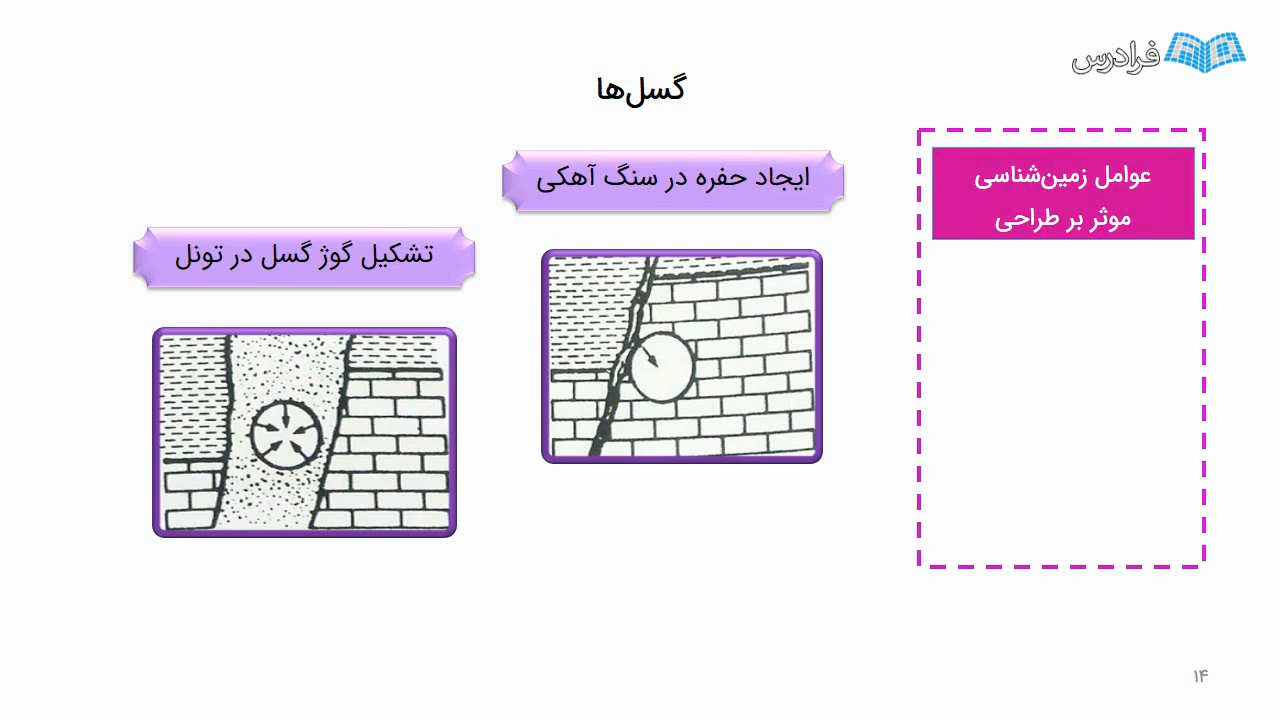 فرادرس
گسل‌ها
عوامل زمین‌شناسی
موثر بر طراحی
ایجاد حفره در سنگ آهکی
تشکیل گوژ گسل در تونل
۱۴